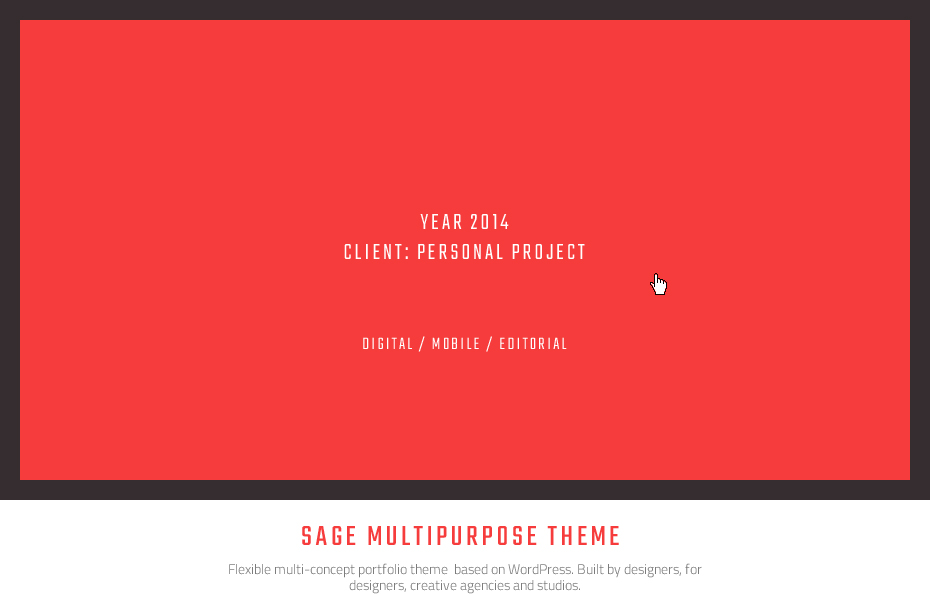 YEAR 2014
CLIENT: PERSONAL PROJECT
DIGITAL / MOBILE / EDITORIAL
SAGE MULTIPURPOSE THEME
Flexible multi-concept portfolio theme  based on WordPress. Built by designers, for
designers, creative agencies and studios.